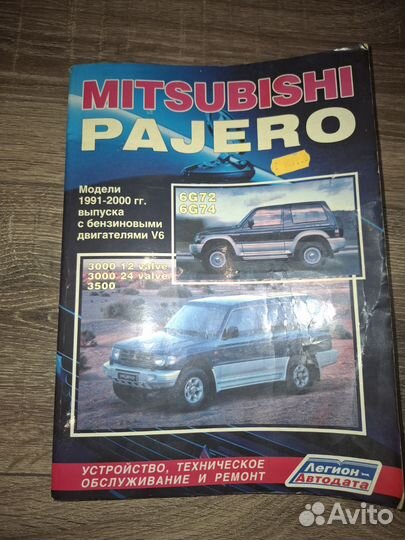 MITSUBISHI
PAJERO
Модели
1991-2000 гг.
выпуска
с бензиновыми
двигателями V6
6G72
6G74
3000 12 valve
3000 24 valve
3500
УСТРОЙСТВО, ТЕХНИЧЕСКОЕ
ОБСЛУЖИВАНИЕ И РЕМОНТ
Легион-
Автодата
Avito